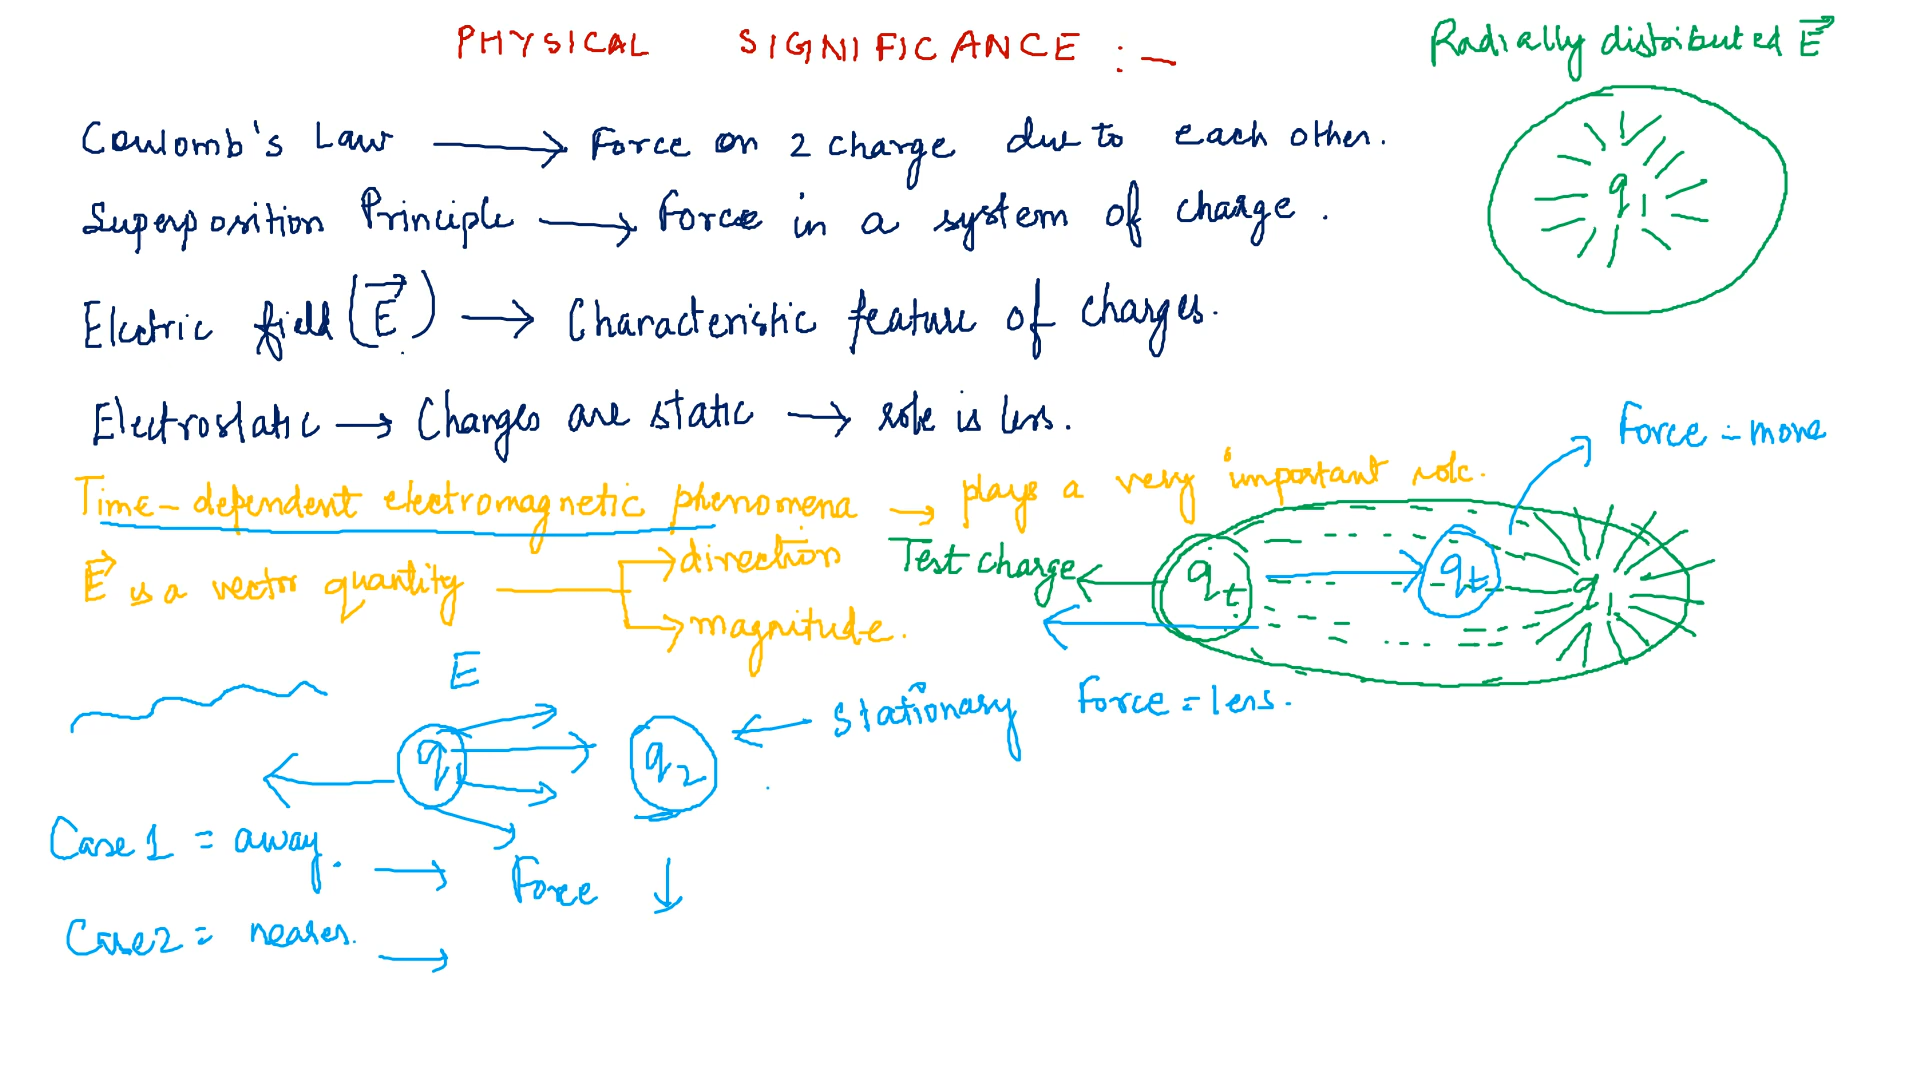 PHYSICAL SIGNIFICANCE :-
Radially distributed E
Coulomb's Law → Force on 2 charge due to each other.
q1
Superposition Principle → Force in a system of charge.
Electric field (E) → Characteristic feature of charges.
Electrostatic → Charges are static → role is less.
Force = more
Time-dependent electromagnetic phenomena → plays a very important role.
E is a vector quantity → direction
→ magnitude.
Test charge
qt
qt
q1
Force = less.
E
q1
q2
← Stationary
Case 1 = away. → Force ↓
Case 2 = nearer. →